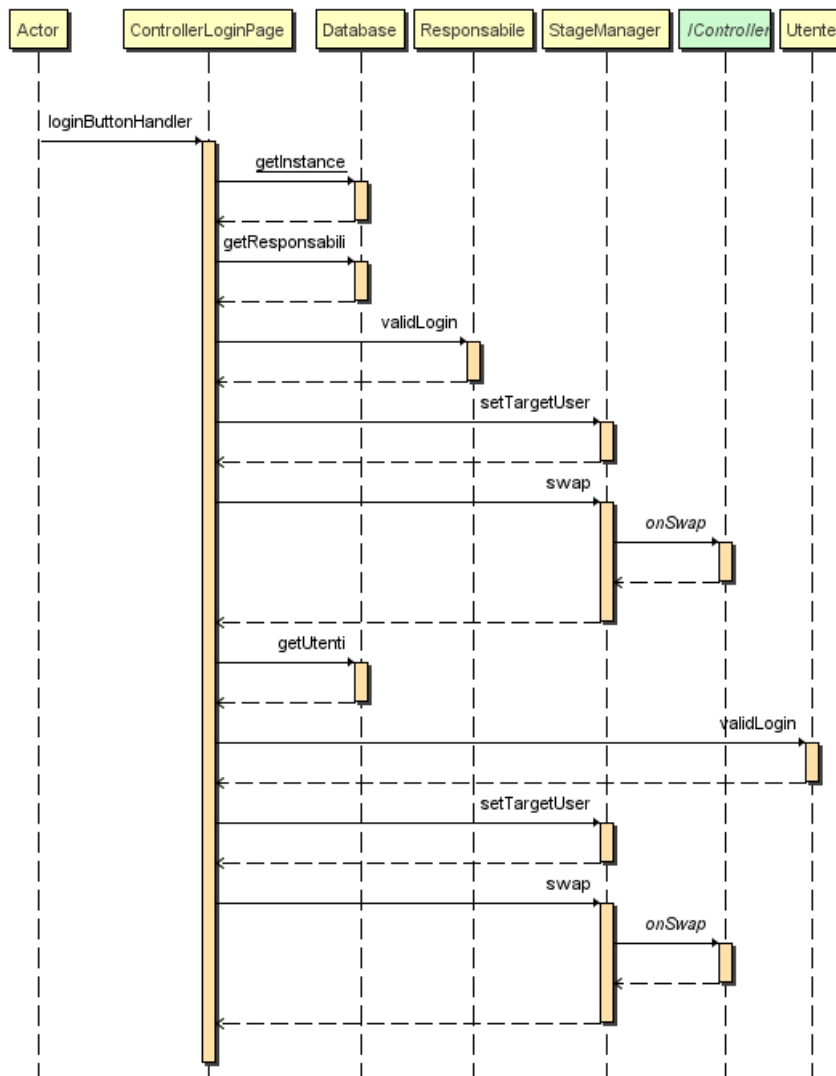 Actor ControllerLoginPage Database Responsabile StageManager IController Utente
loginButtonHandler
getInstance
getResponsabili
validLogin
setTargetUser
swap
onSwap
getUtenti
validLogin
setTargetUser
swap
onSwap